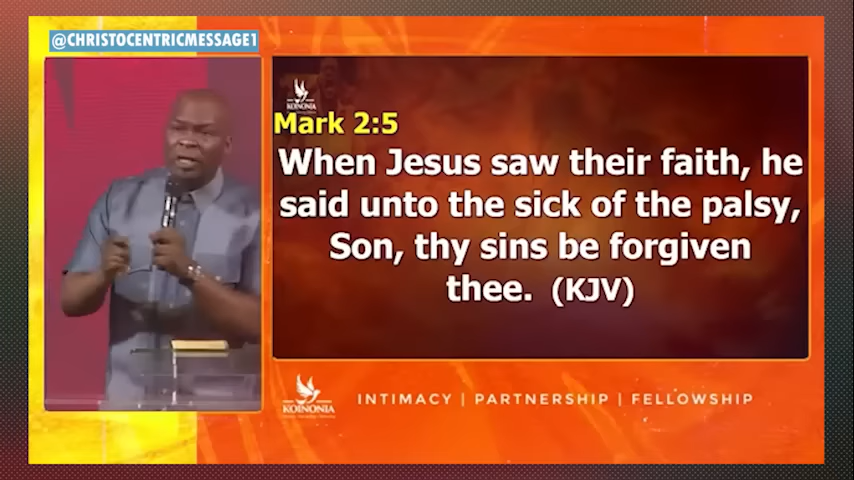 @CHRISTOCENTRICMESSAGE1
KOINONIA
Mark 2:5
When Jesus saw their faith, he
said unto the sick of the palsy,
Son, thy sins be forgiven
thee. (KJV)
KOINONIA
INTIMACY | PARTNERSHIP | FELLOWSHIP